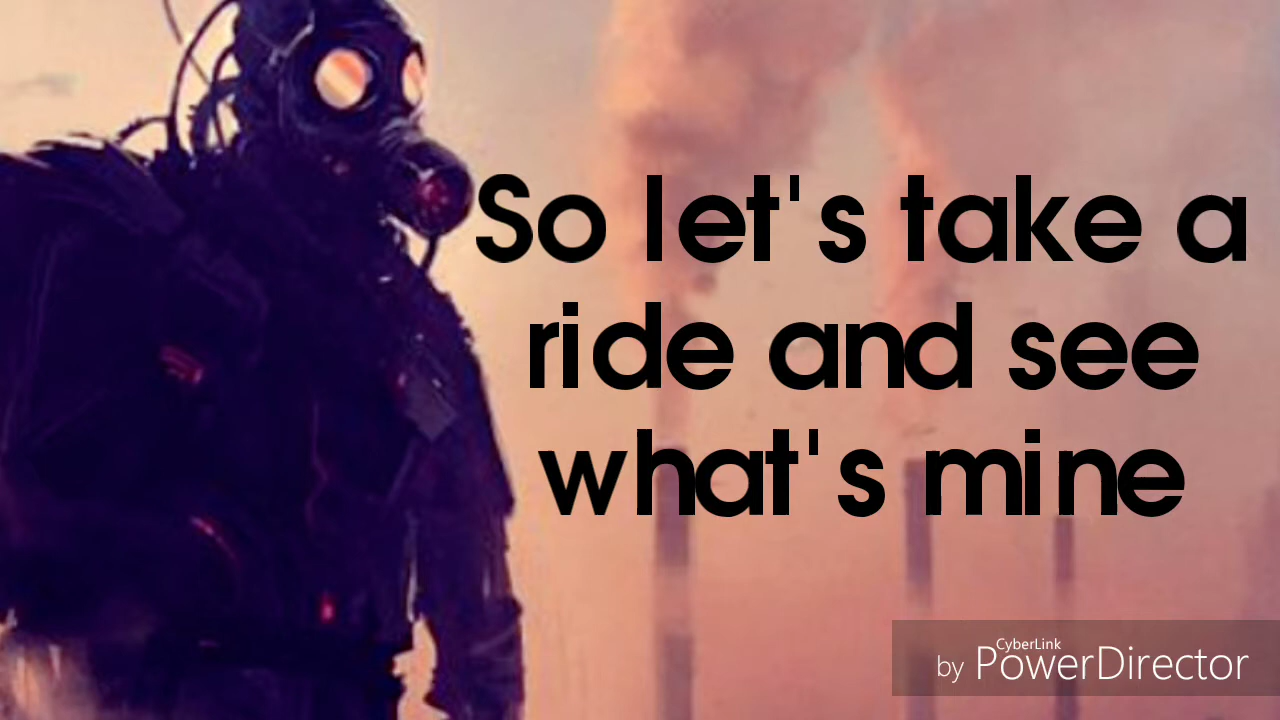 So let's take a
ride and see
what's mine
CyberLink
by PowerDirector